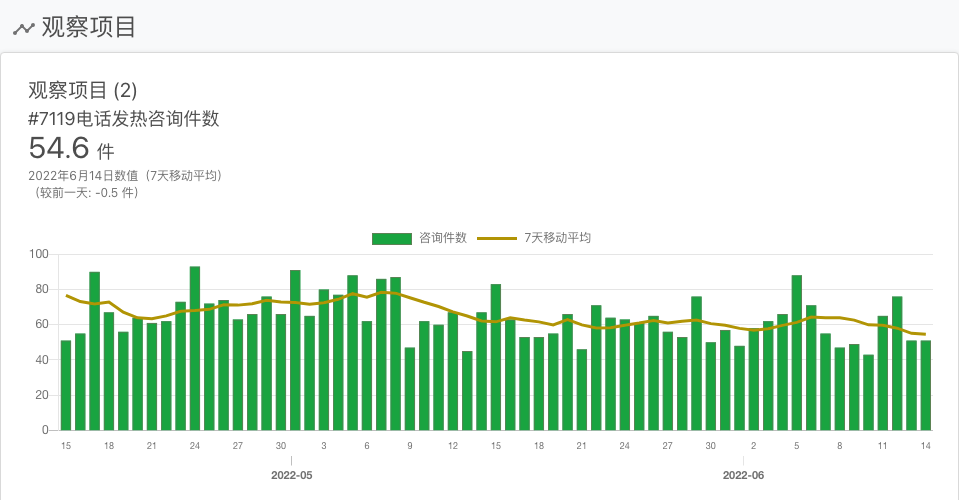 观察项目
观察项目 (2)
#7119电话发热咨询件数
54.6 件
2022年6月14日数值（7天移动平均）
（较前一天: -0.5 件）
咨询件数 7天移动平均
100
80
60
40
20
0
15 18 21 24 27 30 3 6 9 12 15 18 21 24 27 30 2 5 8 11 14
2022-05 2022-06